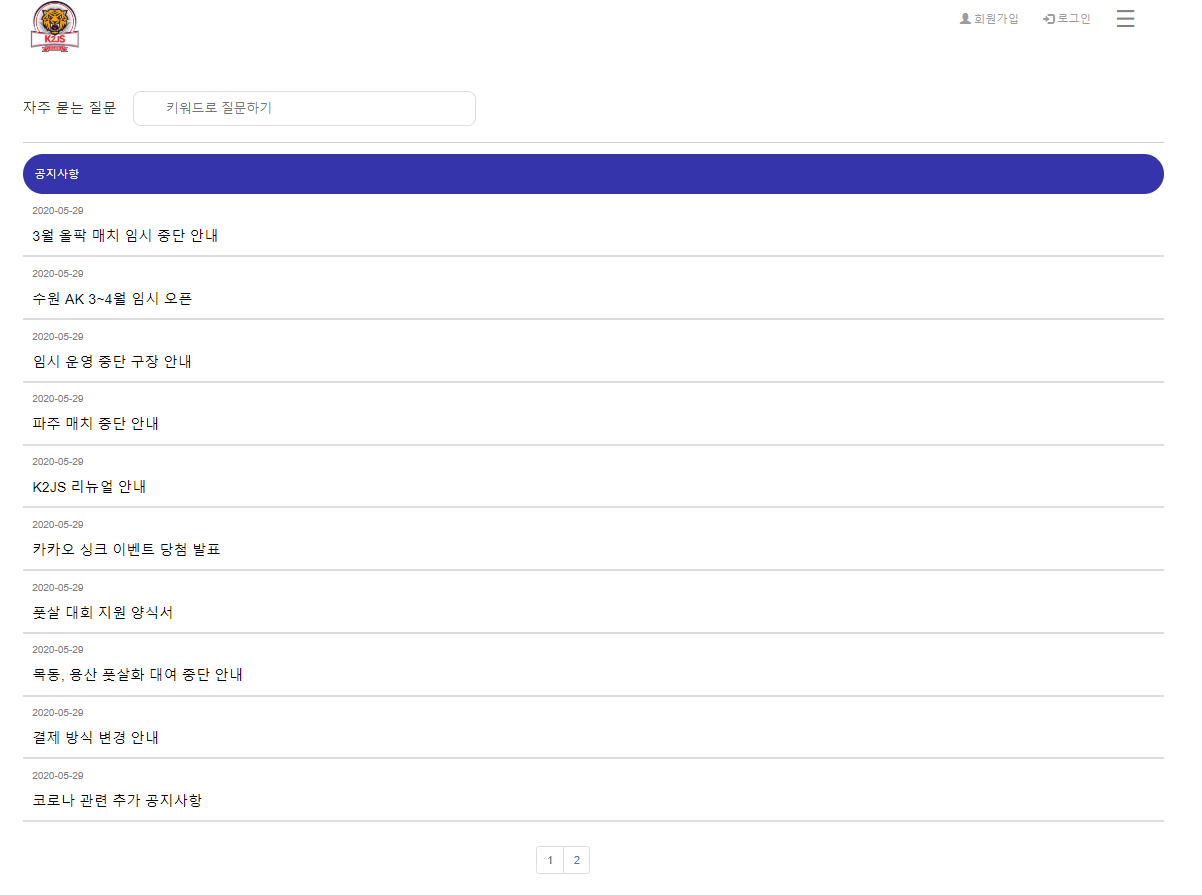 K2JS
회원가입
로그인
자주 묻는 질문
키워드로 질문하기
공지사항
2020-05-29
3월 올팍 매치 임시 중단 안내
2020-05-29
수원 AK 3~4월 임시 오픈
2020-05-29
임시 운영 중단 구장 안내
2020-05-29
파주 매치 중단 안내
2020-05-29
K2JS 리뉴얼 안내
2020-05-29
카카오 싱크 이벤트 당첨 발표
2020-05-29
풋살 대회 지원 양식서
2020-05-29
목동, 용산 풋살화 대여 중단 안내
2020-05-29
결제 방식 변경 안내
2020-05-29
코로나 관련 추가 공지사항
1 2